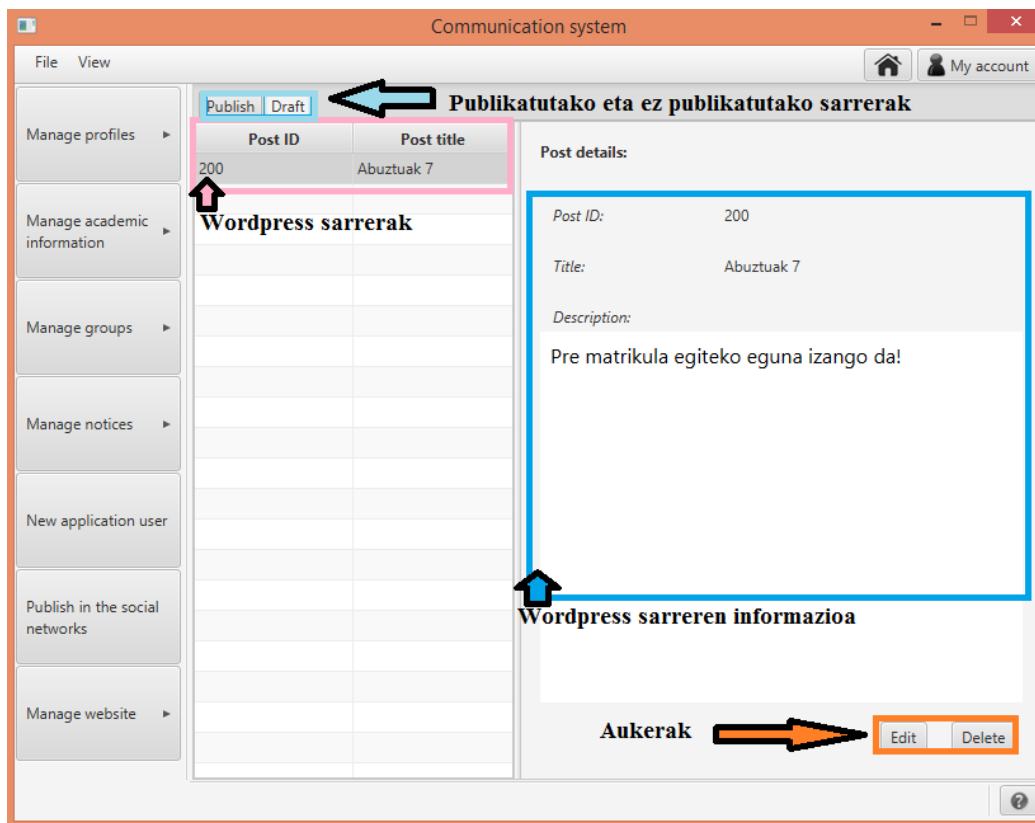 Communication system
File View
My account
Publish Draft
Publikatutako eta ez publikatutako sarrerak
Manage profiles
Post ID Post title
200 Abuztuak 7
Wordpress sarrerak
Post details:
Manage academic
information
Post ID: 200
Title: Abuztuak 7
Description:
Pre matrikula egiteko eguna izango da!
Manage groups
Manage notices
New application user
Publish in the social
networks
Manage website
Wordpress sarreren informazioa
Aukerak
Edit Delete